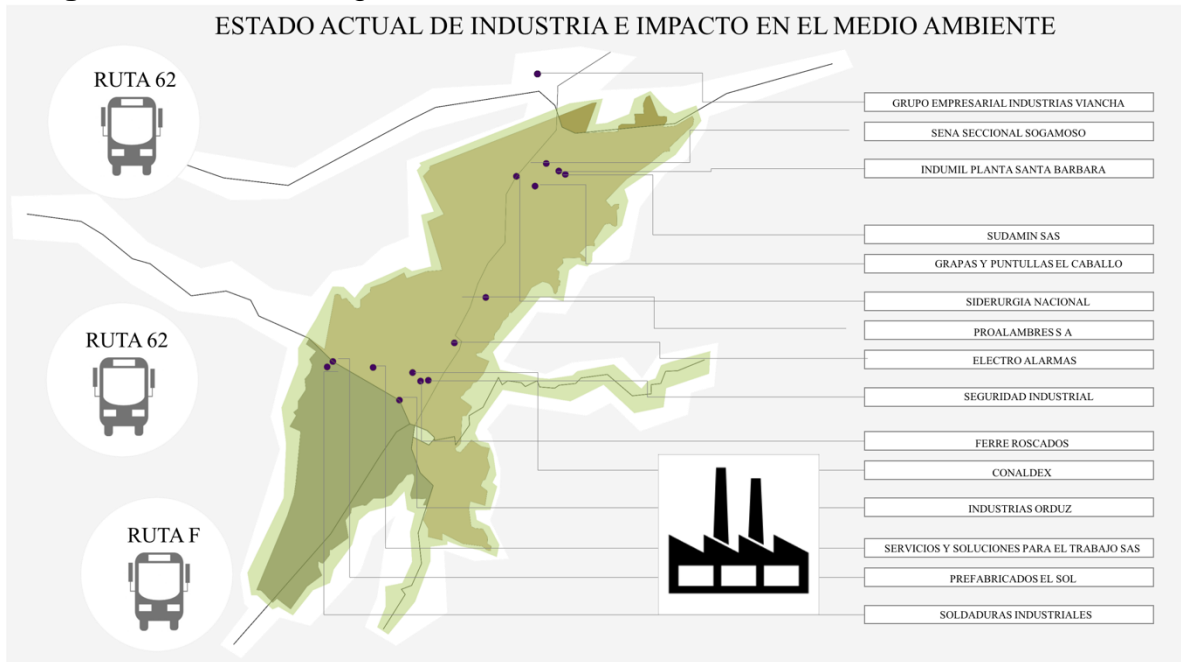 ESTADO ACTUAL DE INDUSTRIA E IMPACTO EN EL MEDIO AMBIENTE
RUTA 62
RUTA 62
RUTA F
GRUPO EMPRESARIAL INDUSTRIAS VIANCHA
SENA SECCIONAL SOGAMOSO
INDUMIL PLANTA SANTA BARBARA
SUDAMIN SAS
GRAPAS Y PUNTULLAS EL CABALLO
SIDERURGIA NACIONAL
PROALAMBRES S A
ELECTRO ALARMAS
SEGURIDAD INDUSTRIAL
FERRE ROSCADOS
CONALDEX
INDUSTRIAS ORDUZ
SERVICIOS Y SOLUCIONES PARA EL TRABAJO SAS
PREFABRICADOS EL SOL
SOLDADURAS INDUSTRIALES